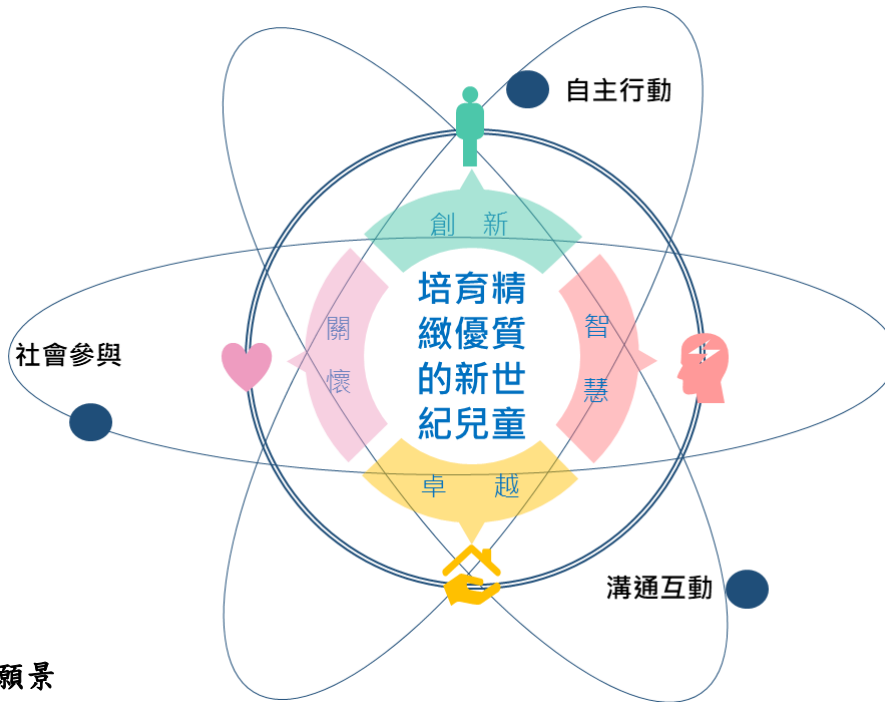 自主行動
創 新
培育精
緻優質
的新世
紀兒童
關
懷
智
慧
社會參與
卓 越
溝通互動
願景